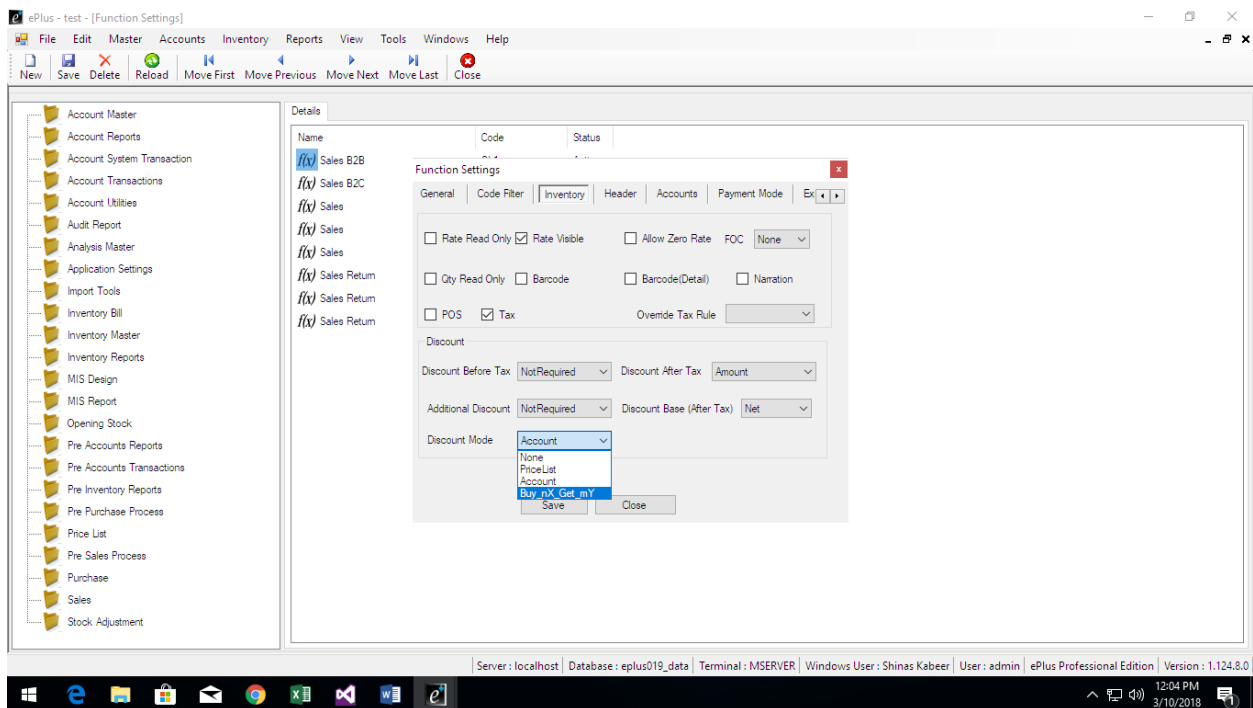 ePlus - test - [Function Settings]
File Edit Master Accounts Inventory Reports View Tools Windows Help
New Save Delete Reload Move First Move Previous Move Next Move Last Close
Account Master
Account Reports
Account System Transaction
Account Transactions
Account Utilities
Audit Report
Analysis Master
Application Settings
Import Tools
Inventory Bill
Inventory Master
Inventory Reports
MIS Design
MIS Report
Opening Stock
Pre Accounts Reports
Pre Accounts Transactions
Pre Inventory Reports
Pre Purchase Process
Price List
Pre Sales Process
Purchase
Sales
Stock Adjustment
Details
Name Code Status
f(x) Sales B2B
f(x) Sales B2C
f(x) Sales
f(x) Sales
f(x) Sales
f(x) Sales Return
f(x) Sales Return
f(x) Sales Return
Function Settings
General Code Filter Inventory Header Accounts Payment Mode Ex
Rate Read Only Rate Visible Allow Zero Rate FOC None
Qty Read Only Barcode Barcode(Detail) Narration
POS Tax Override Tax Rule
Discount
Discount Before Tax NotRequired Discount After Tax Amount
Additional Discount NotRequired Discount Base (After Tax) Net
Discount Mode Account
None
PriceList
Account
Buy_nX_Get_mY
Save Close
Server : localhost Database : eplus019_data Terminal : MSERVER Windows User : Shinas Kabeer User : admin ePlus Professional Edition Version : 1.124.8.0
12:04 PM
3/10/2018